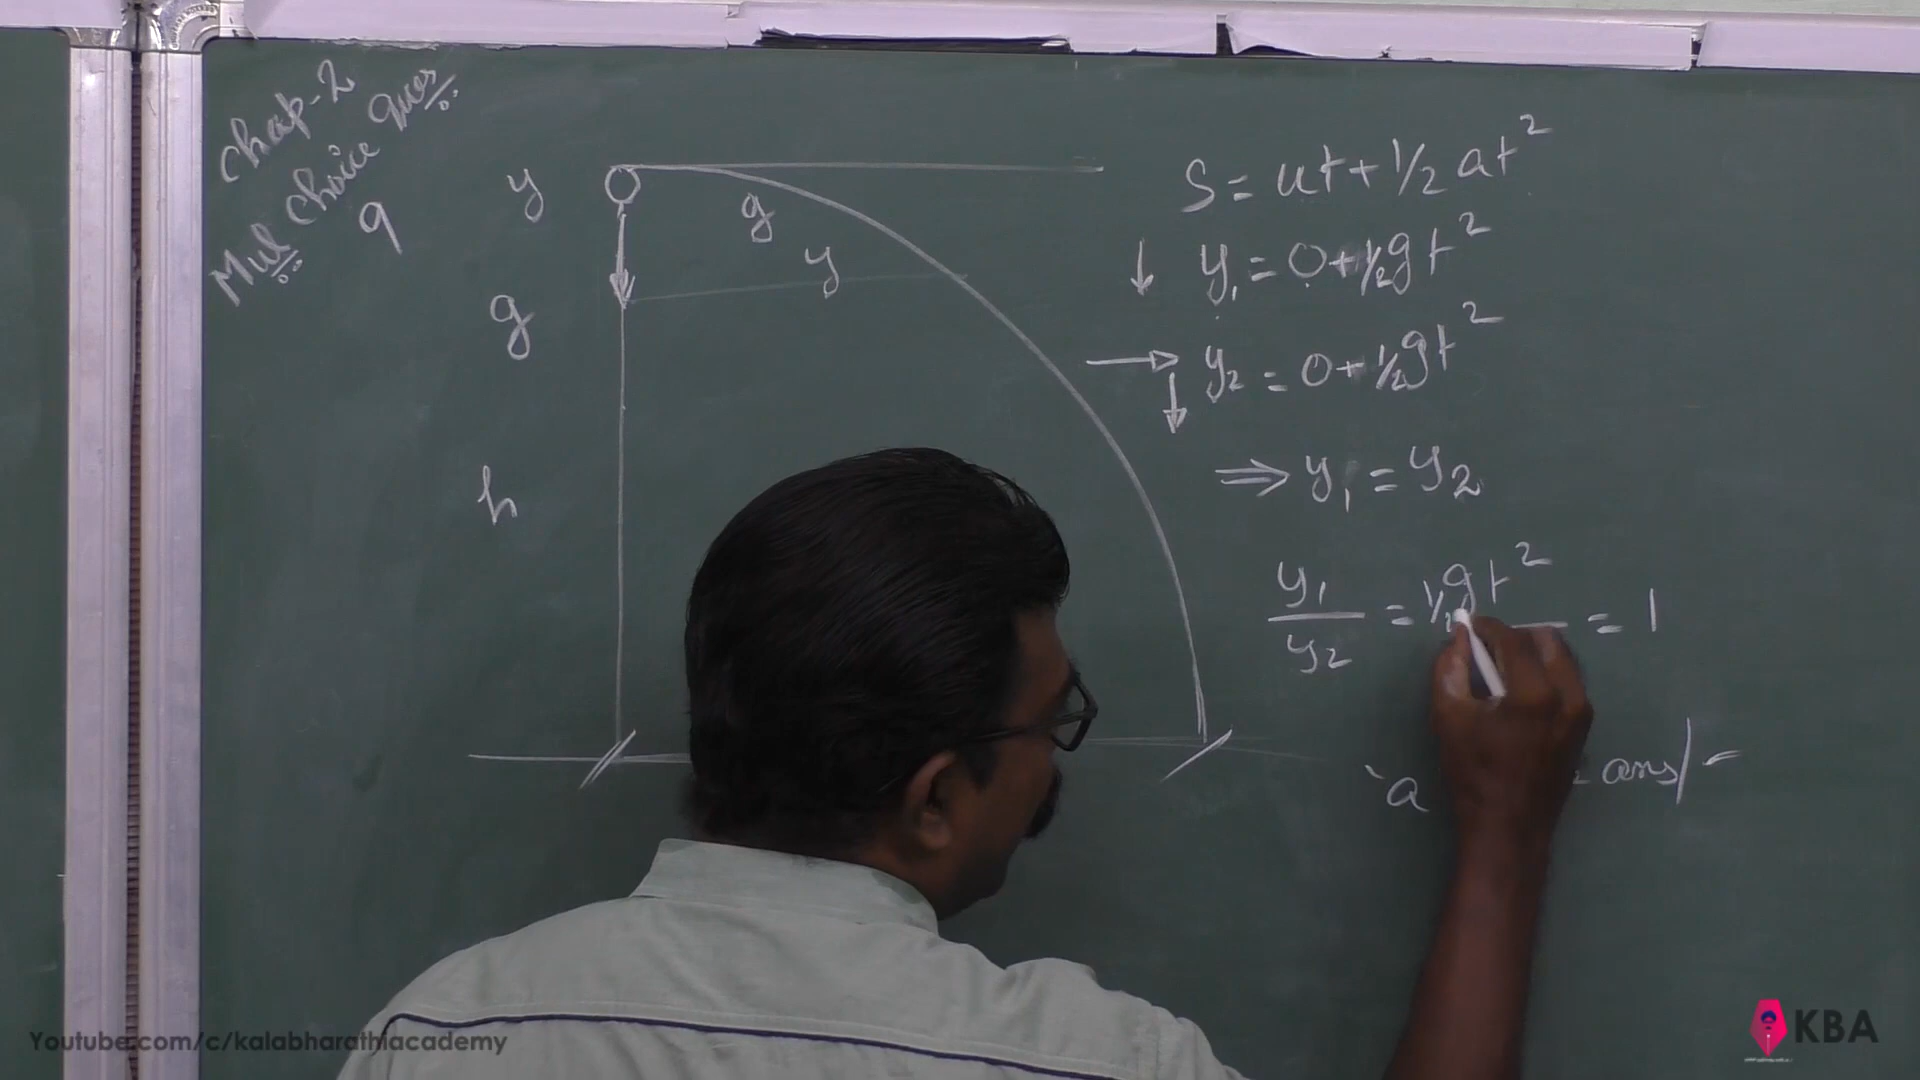 Chap-2
Mul choice ques
9
y
g
h
g
y
S = ut + 1/2 at²
↓ y₁ = 0 + 1/2 gt²
→ ↓ y₂ = 0 + 1/2 gt²
⇒ y₁ = y₂
y₁/y₂ = 1/2 gt² = 1
a
ans/-
Youtube.com/c/kalabharathiacademy
KBA